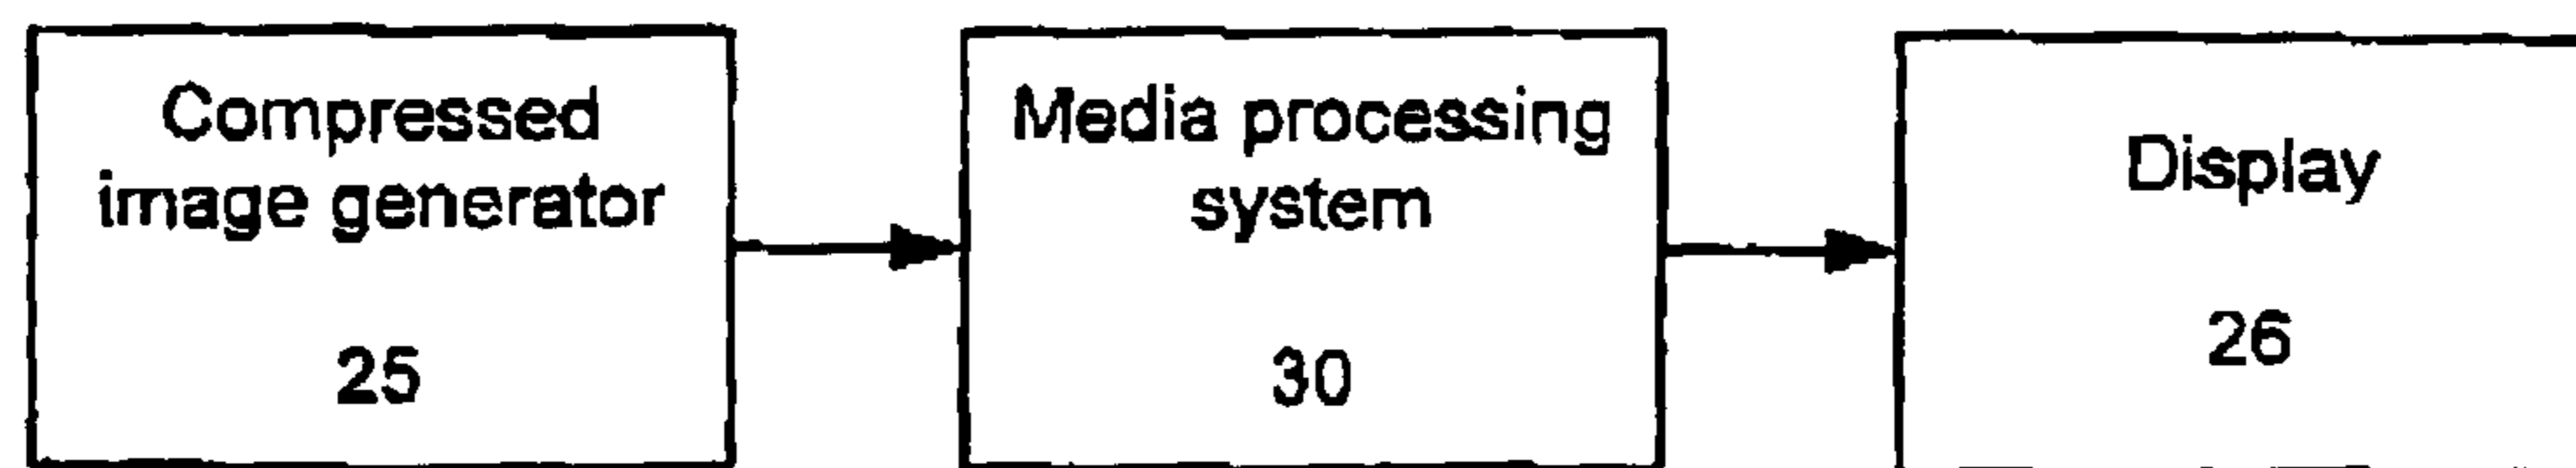 Compressed
image generator
25
Media processing
system
30
Display
26